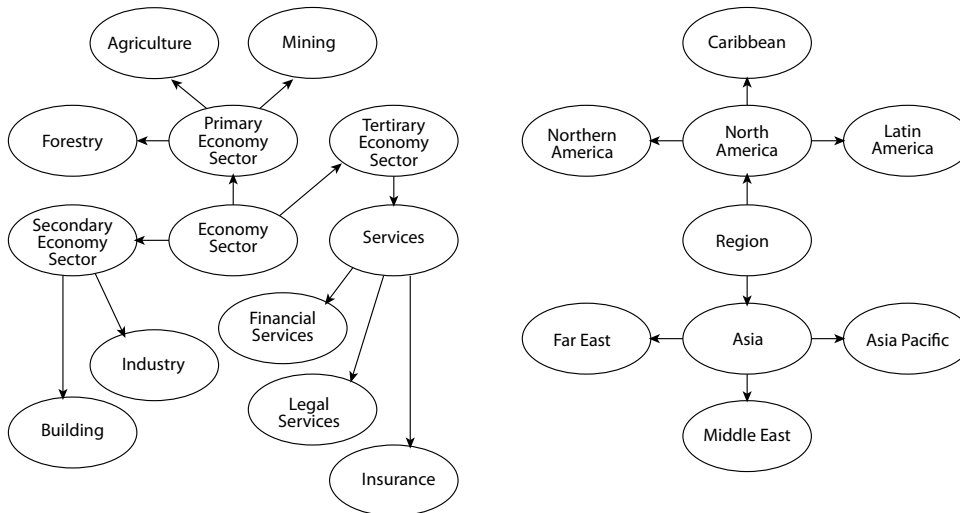 Agriculture
Mining
Forestry
Primary
Economy
Sector
Tertirary
Economy
Sector
Secondary
Economy
Sector
Economy
Sector
Services
Financial
Services
Industry
Legal
Services
Building
Insurance
Caribbean
Northern
America
North
America
Latin
America
Region
Far East
Asia
Asia Pacific
Middle East